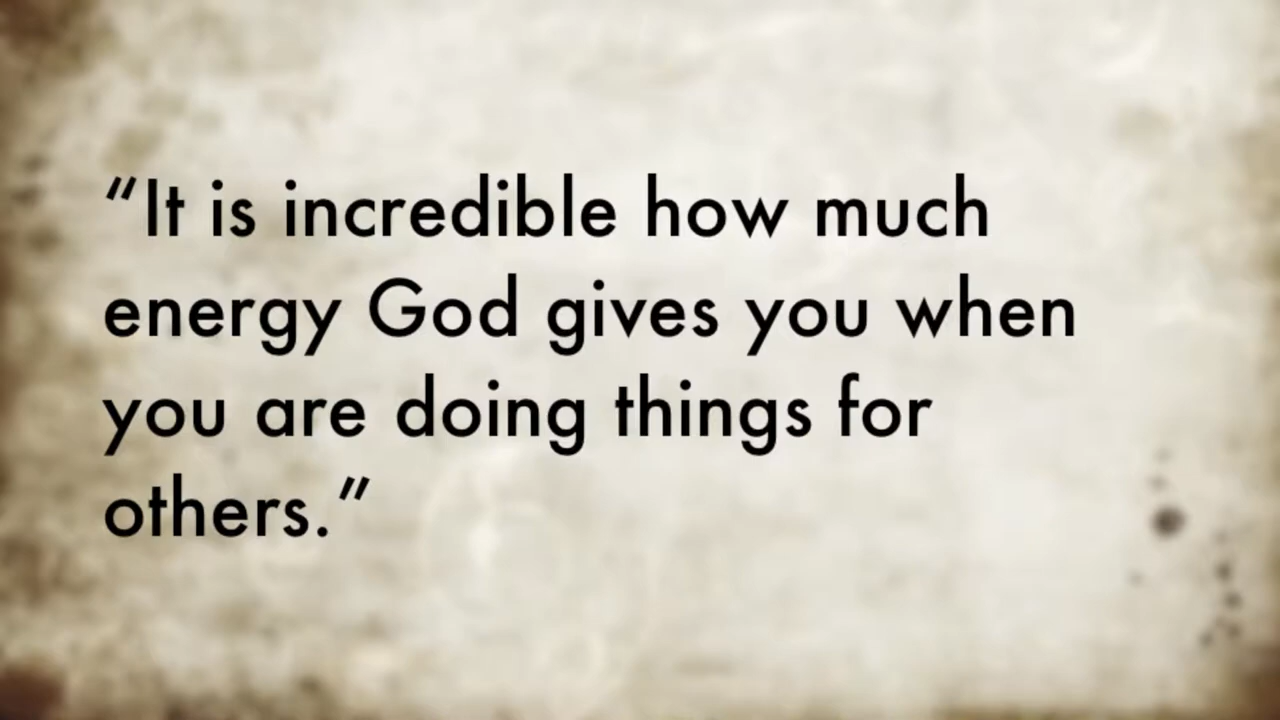 “It is incredible how much
energy God gives you when
you are doing things for
others.”